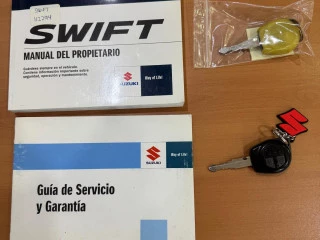 SWIFT
MANUAL DEL PROPIETARIO
SUZUKI
Way of Life!
Guía de Servicio
y Garantía
SUZUKI
Way of Life!